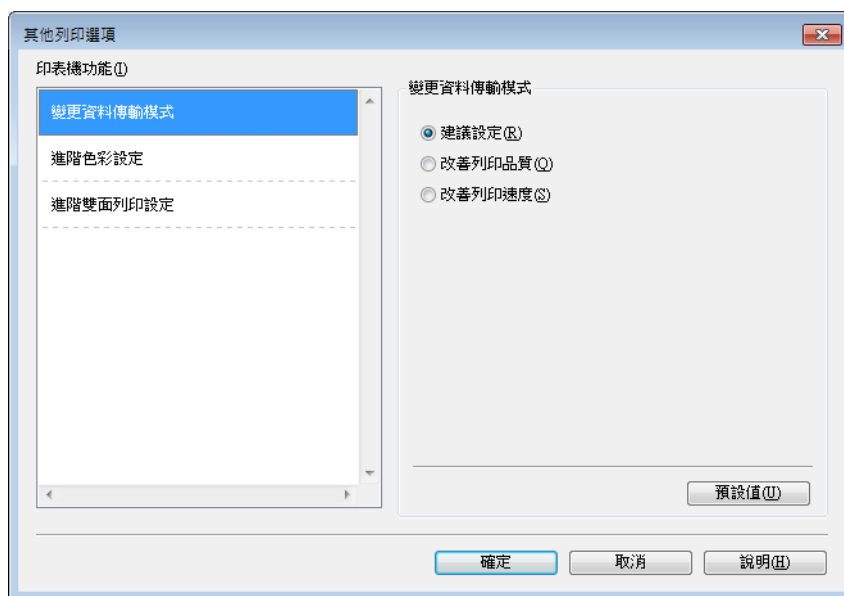 其他列印選項
印表機功能(I)
變更資料傳輸模式
進階色彩設定
進階雙面列印設定
變更資料傳輸模式
建議設定(R)
改善列印品質(Q)
改善列印速度(S)
預設值(U)
確定
取消
說明(H)